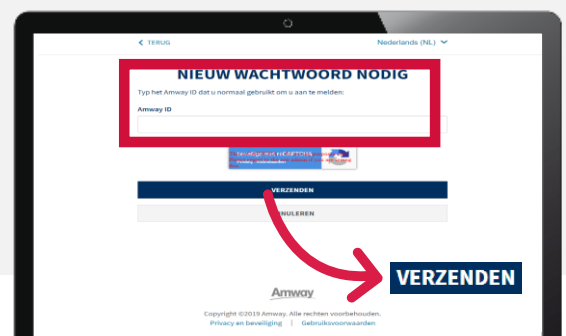 TERUG
Nederlands (NL)
NIEUW WACHTWOORD NODIG
Typ het Amway ID dat u normaal gebruikt om u aan te melden:
Amway ID
VERZENDEN
NULEREN
VERZENDEN
Amway
Copyright ©2019 Amway. Alle rechten voorbehouden.
Privacy en beveiliging | Gebruiksvoorwaarden